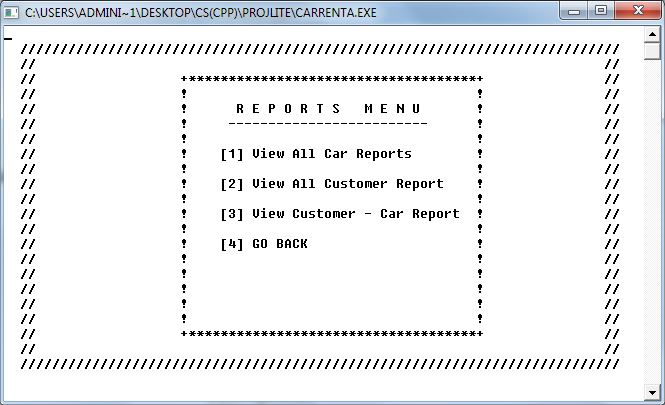 C:\USERS\ADMINI~1\DESKTOP\CS(CPP)\PROJLITE\CARRENTA.EXE
///////////////////////////////////////////////////////////////////////////
// //
// +************************************+ //
// ! ! //
// ! R E P O R T S   M E N U ! //
// ! ------------------------- ! //
// ! ! //
// ! [1] View All Car Reports ! //
// ! ! //
// ! [2] View All Customer Report ! //
// ! ! //
// ! [3] View Customer - Car Report ! //
// ! ! //
// ! [4] GO BACK ! //
// ! ! //
// ! ! //
// ! ! //
// ! ! //
// ! ! //
// +************************************+ //
// //
///////////////////////////////////////////////////////////////////////////